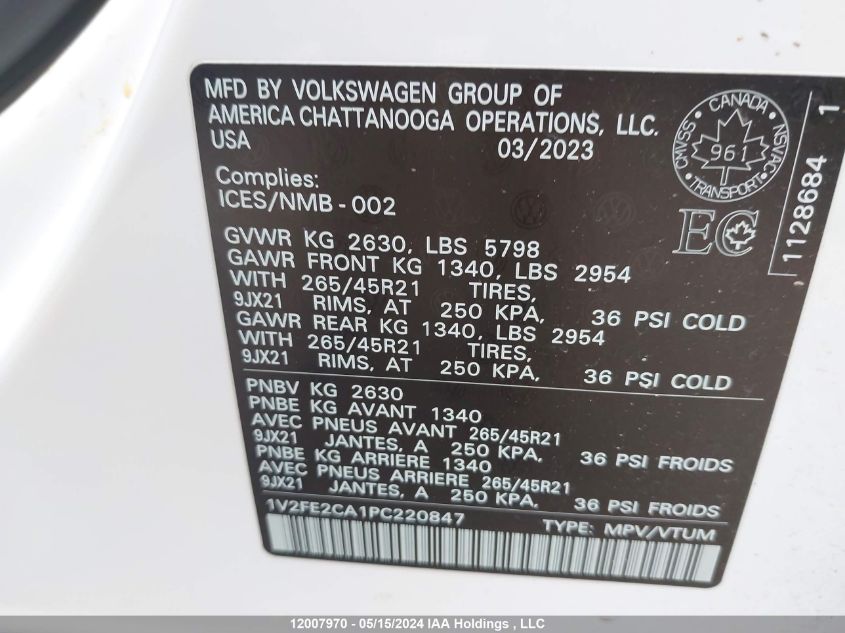 MFD BY VOLKSWAGEN GROUP OF
AMERICA CHATTANOOGA OPERATIONS, LLC.
USA
03/2023
CANADA
CMVSS
NSVAC
961
TRANSPORT
Complies:
ICES/NMB-002
EC
1128684 1
GVWR KG 2630, LBS 5798
GAWR FRONT KG 1340, LBS 2954
WITH 265/45R21 TIRES,
9JX21 RIMS, AT 250 KPA, 36 PSI COLD
GAWR REAR KG 1340, LBS 2954
WITH 265/45R21 TIRES,
9JX21 RIMS, AT 250 KPA, 36 PSI COLD
PNBV KG 2630
PNBE KG AVANT 1340
AVEC PNEUS AVANT 265/45R21
9JX21 JANTES, A 250 KPA, 36 PSI FROIDS
PNBE KG ARRIERE 1340
AVEC PNEUS ARRIERE 265/45R21
9JX21 JANTES, A 250 KPA, 36 PSI FROIDS
1V2FE2CA1PC220847 TYPE: MPV/VTUM
12007970 - 05/15/2024 IAA Holdings , LLC